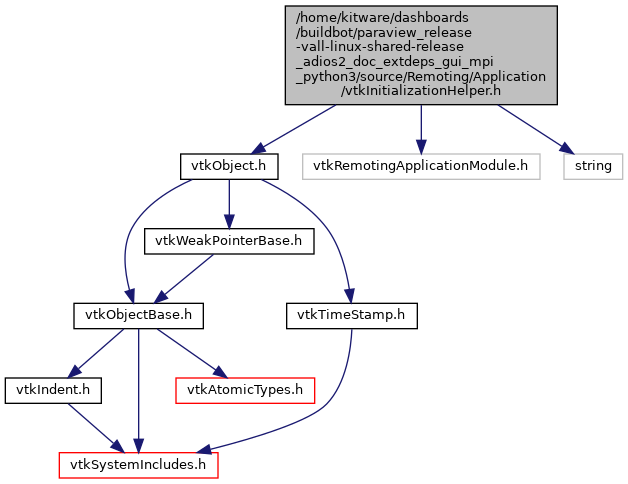 /home/kitware/dashboards
/buildbot/paraview_release
-vall-linux-shared-release
_adios2_doc_extdeps_gui_mpi
_python3/source/Remoting/Application
/vtkInitializationHelper.h
vtkObject.h
vtkRemotingApplicationModule.h
string
vtkWeakPointerBase.h
vtkObjectBase.h
vtkTimeStamp.h
vtkIndent.h
vtkAtomicTypes.h
vtkSystemIncludes.h